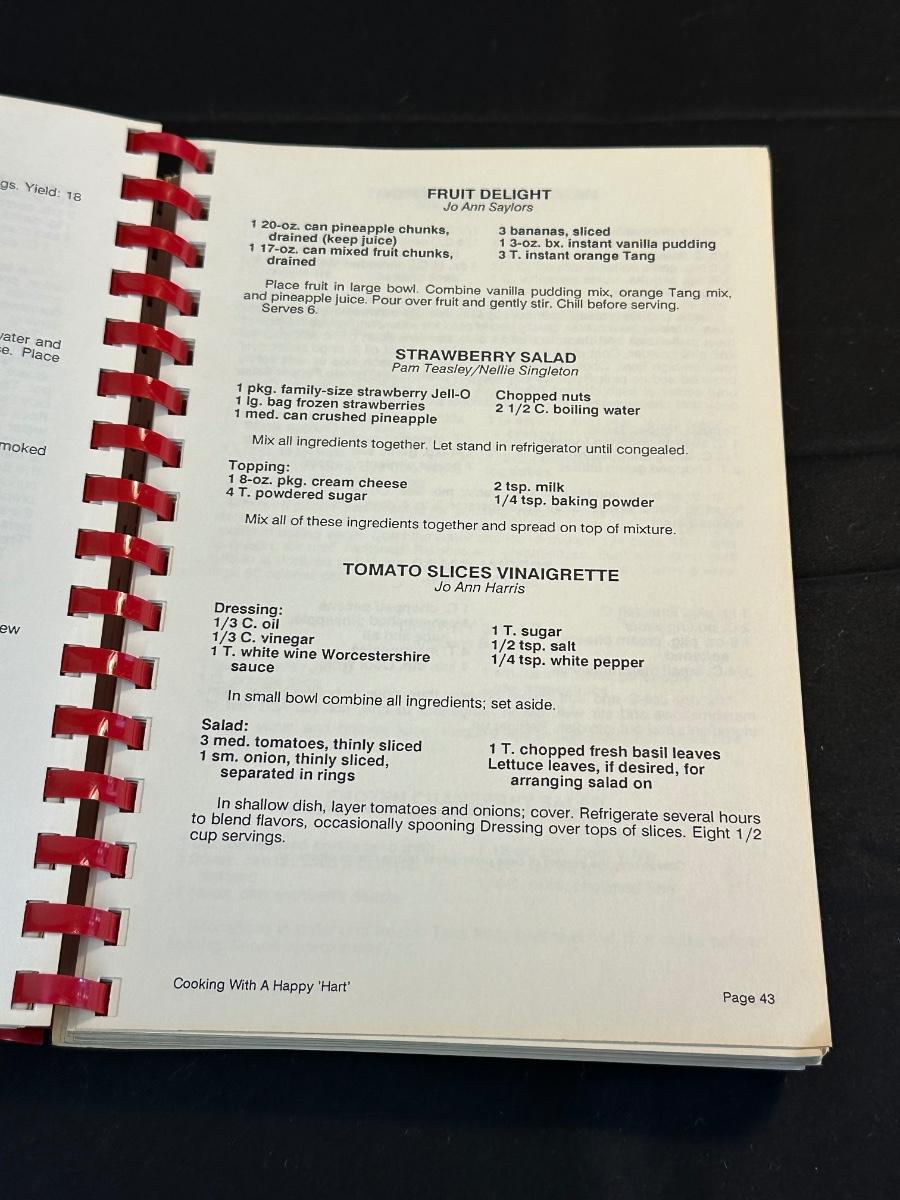 gs. Yield: 18
water and
se. Place
moked
ew
FRUIT DELIGHT
Jo Ann Saylors
1 20-oz. can pineapple chunks,
drained (keep juice)
1 17-oz. can mixed fruit chunks,
drained
3 bananas, sliced
1 3-oz. bx. instant vanilla pudding
3 T. instant orange Tang
Place fruit in large bowl. Combine vanilla pudding mix, orange Tang mix,
and pineapple juice. Pour over fruit and gently stir. Chill before serving.
Serves 6.
STRAWBERRY SALAD
Pam Teasley/Nellie Singleton
1 pkg. family-size strawberry Jell-O
1 lg. bag frozen strawberries
1 med. can crushed pineapple
Chopped nuts
2 1/2 C. boiling water
Mix all ingredients together. Let stand in refrigerator until congealed.
Topping:
1 8-oz. pkg. cream cheese
4 T. powdered sugar
2 tsp. milk
1/4 tsp. baking powder
Mix all of these ingredients together and spread on top of mixture.
TOMATO SLICES VINAIGRETTE
Jo Ann Harris
Dressing:
1/3 C. oil
1/3 C. vinegar
1 T. white wine Worcestershire
sauce
1 T. sugar
1/2 tsp. salt
1/4 tsp. white pepper
In small bowl combine all ingredients; set aside.
Salad:
3 med. tomatoes, thinly sliced
1 sm. onion, thinly sliced,
separated in rings
1 T. chopped fresh basil leaves
Lettuce leaves, if desired, for
arranging salad on
In shallow dish, layer tomatoes and onions; cover. Refrigerate several hours
to blend flavors, occasionally spooning Dressing over tops of slices. Eight 1/2
cup servings.
Cooking With A Happy 'Hart'
Page 43